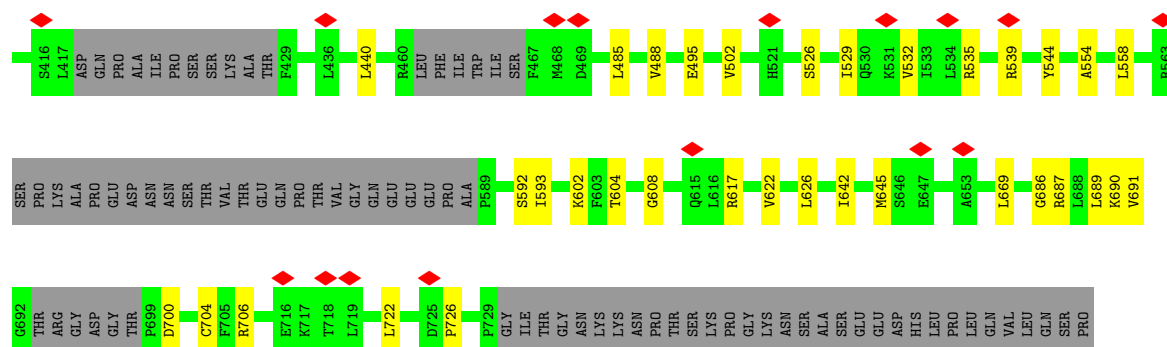 S416 L417 ASP GLN PRO ALA ILE PRO SER SER LYS ALA THR F429 L436 L440 R460 LEU PHE ILE TRP ILE SER F467 M468 D469 L485 V488 E495 V502 H521 S526 I529 Q530 K531 V532 I533 L534 R535 R539 Y544 A554 L558 R563
SER PRO LYS ALA PRO GLU ASP ASN ASN SER THR VAL THR GLU GLN PRO THR VAL GLY GLN GLU GLU GLU PRO ALA P589 S592 I593 K602 F603 T604 G608 Q615 L616 R617 V622 L626 I642 M645 S646 E647 A653 L669 G686 R687 L688 L689 K690 V691
G692 THR ARG GLY ASP GLY THR P699 D700 C704 F705 R706 E716 K717 T718 L719 L722 D725 P726 P729 GLY ILE THR GLY ASN LYS LYS ASN PRO THR SER LYS PRO GLY LYS ASN SER ALA SER GLU GLU ASP HIS LEU PRO LEU GLN VAL LEU GLN SER PRO